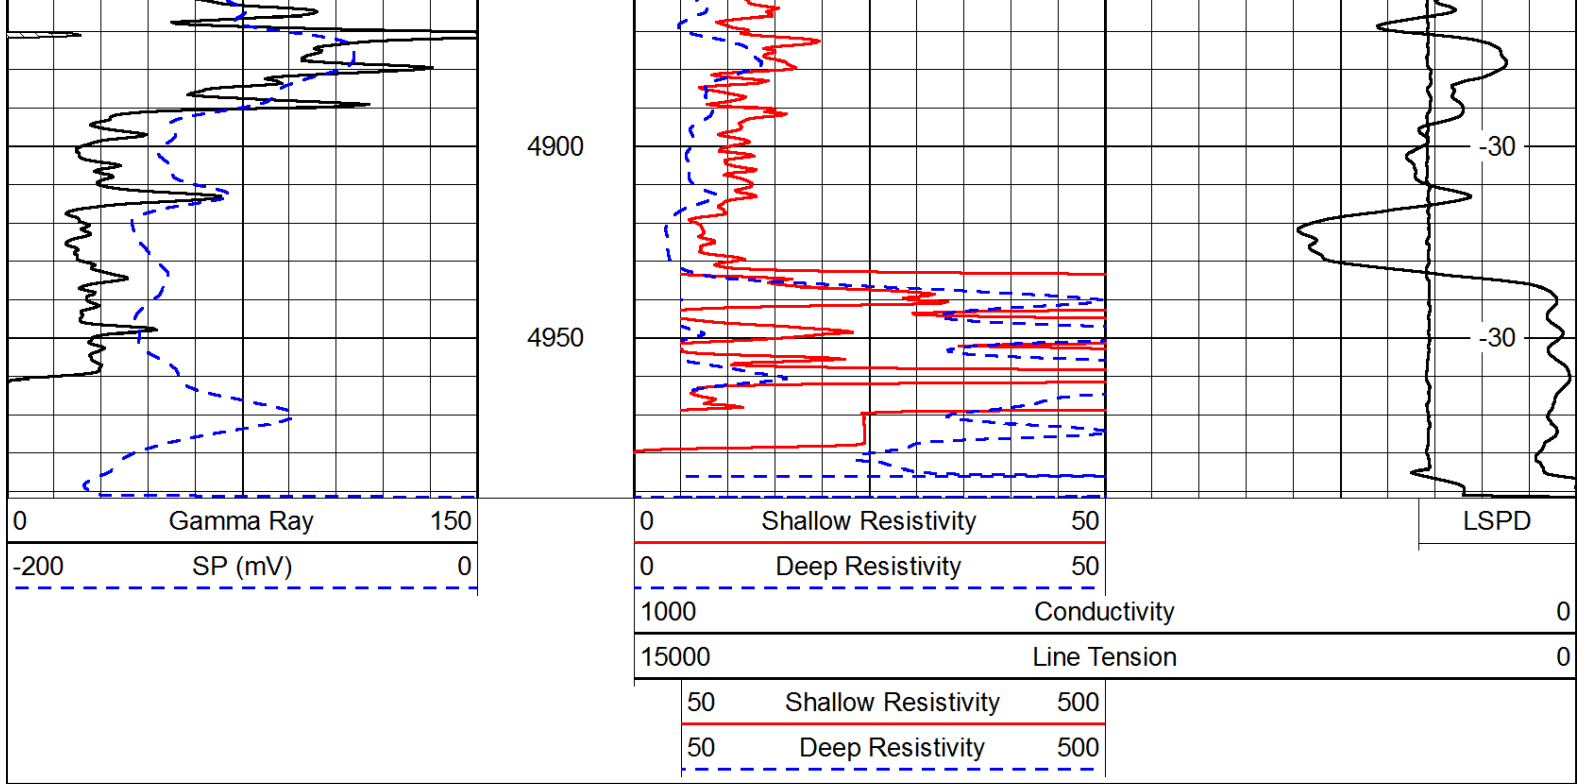 4900
-30
4950
-30
0 Gamma Ray 150
0 Shallow Resistivity 50
LSPD
-200 SP (mV) 0
0 Deep Resistivity 50
1000 Conductivity 0
15000 Line Tension 0
50 Shallow Resistivity 500
50 Deep Resistivity 500